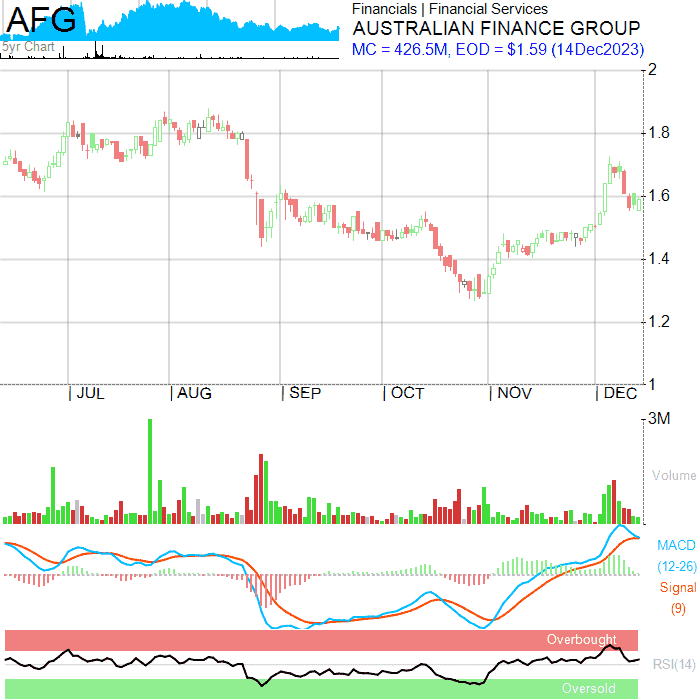 AFG
5yr Chart
Financials | Financial Services
AUSTRALIAN FINANCE GROUP
MC = 426.5M, EOD = $1.59 (14Dec2023)
2
1.8
1.6
1.4
1.2
1
JUL AUG SEP OCT NOV DEC
3M
Volume
MACD
(12-26)
Signal
(9)
Overbought
RSI(14)
Oversold